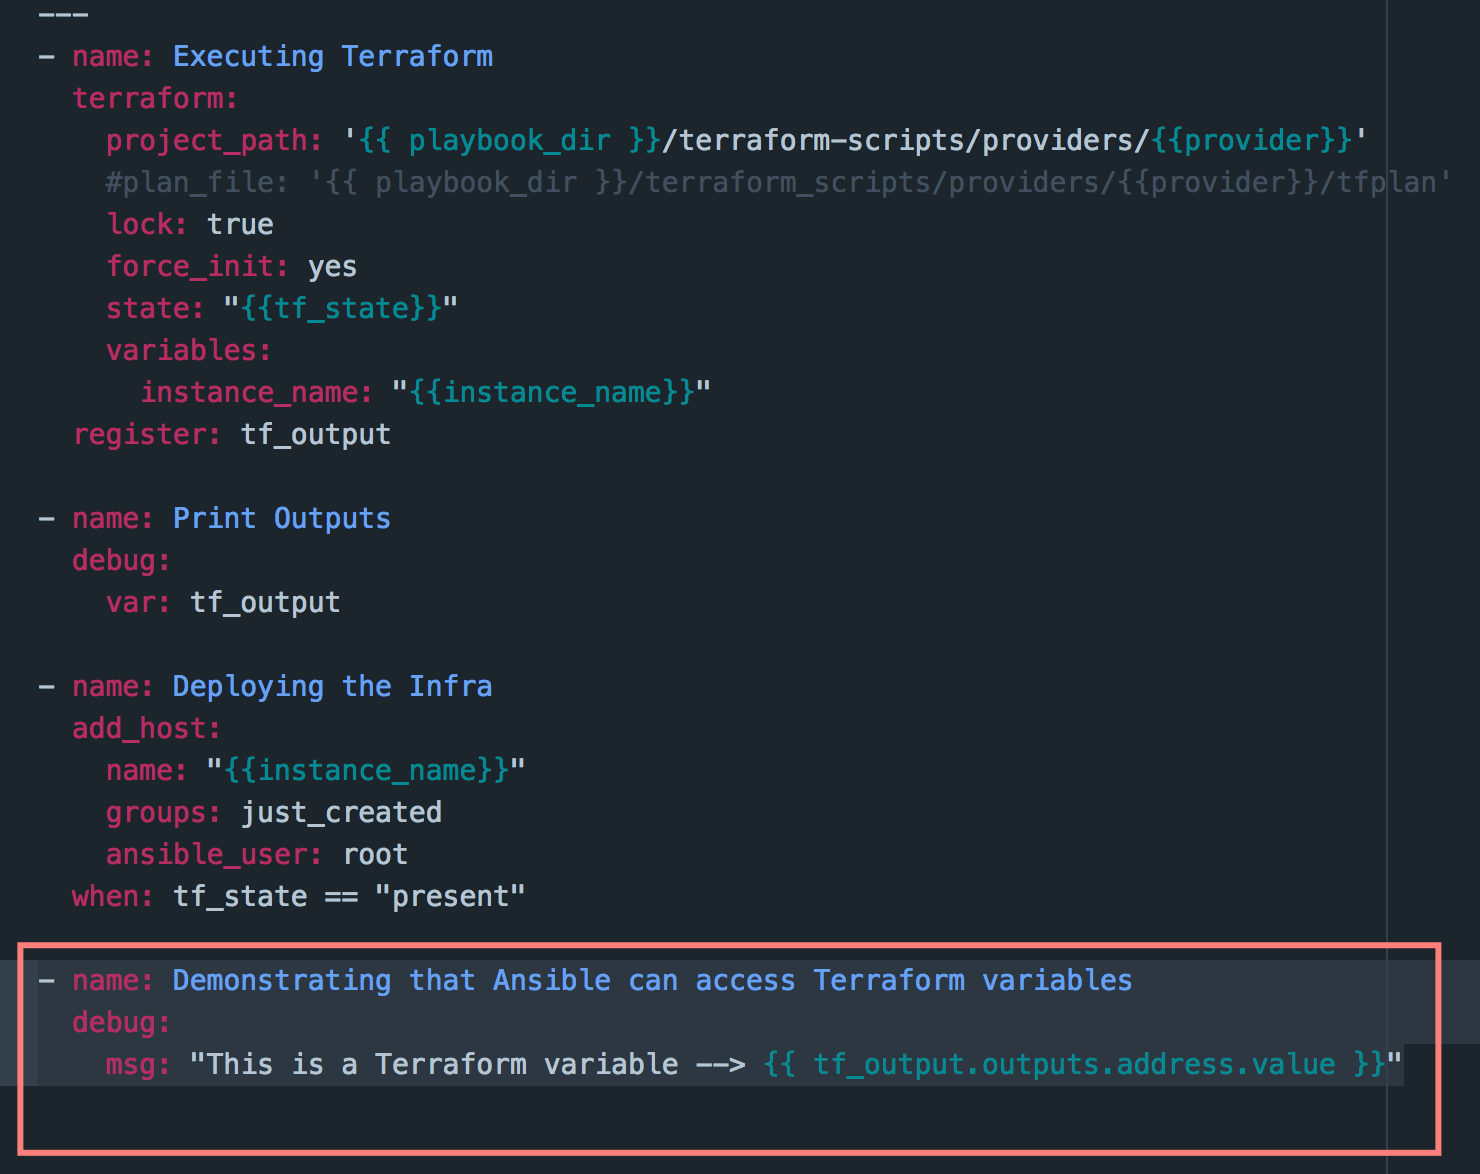 ---
- name: Executing Terraform
  terraform:
    project_path: '{{ playbook_dir }}/terraform-scripts/providers/{{provider}}'
    #plan_file: '{{ playbook_dir }}/terraform_scripts/providers/{{provider}}/tfplan'
    lock: true
    force_init: yes
    state: "{{tf_state}}"
    variables:
      instance_name: "{{instance_name}}"
  register: tf_output

- name: Print Outputs
  debug:
    var: tf_output

- name: Deploying the Infra
  add_host:
    name: "{{instance_name}}"
    groups: just_created
    ansible_user: root
  when: tf_state == "present"

- name: Demonstrating that Ansible can access Terraform variables
  debug:
    msg: "This is a Terraform variable --> {{ tf_output.outputs.address.value }}"